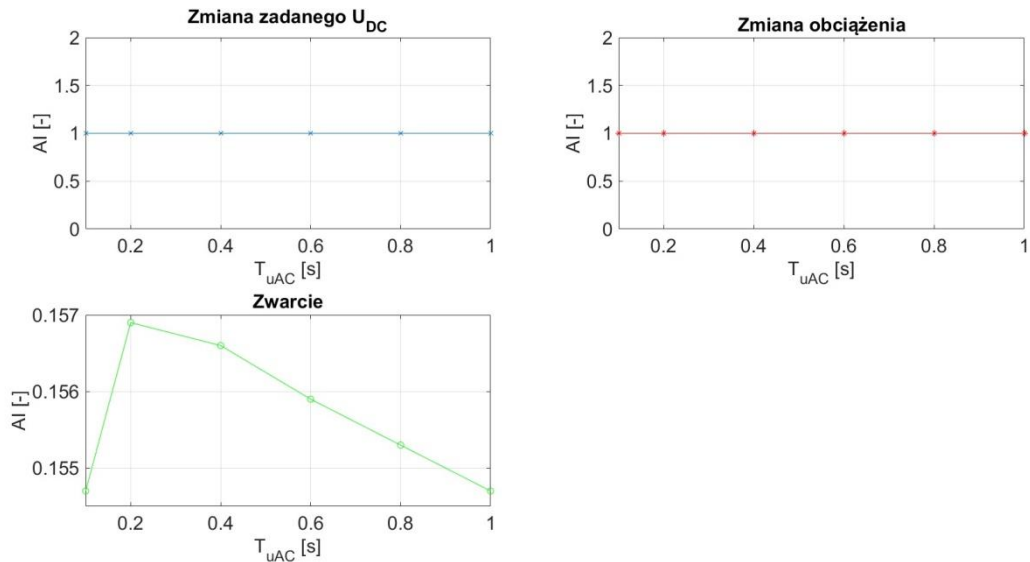 Zmiana zadanego U_DC
2
1.5
1
0.5
0
AI [-]
0.2 0.4 0.6 0.8 1
T_uAC [s]
Zmiana obciążenia
2
1.5
1
0.5
0
AI [-]
0.2 0.4 0.6 0.8 1
T_uAC [s]
Zwarcie
0.157
0.156
0.155
AI [-]
0.2 0.4 0.6 0.8 1
T_uAC [s]